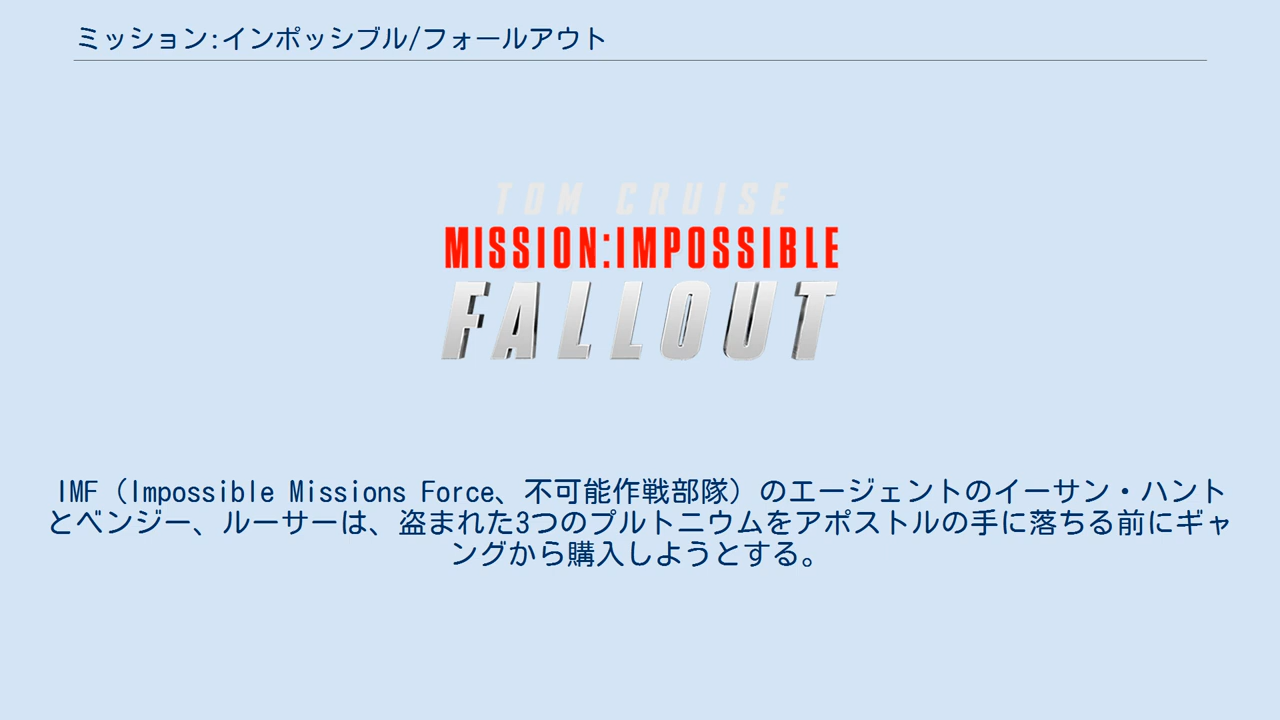 ミッション:インポッシブル/フォールアウト
TOM CRUISE
MISSION:IMPOSSIBLE
FALLOUT
IMF（Impossible Missions Force、不可能作戦部隊）のエージェントのイーサン・ハント
とベンジー、ルーサーは、盗まれた3つのプルトニウムをアポストルの手に落ちる前にギャ
ングから購入しようとする。